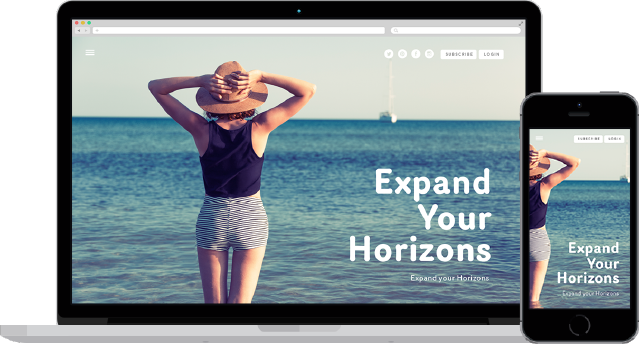 SUBSCRIBE LOGIN
Expand
Your
Horizons
Expand your Horizons
SUBSCRIBE LOGIN
Expand
Your
Horizons
Expand your Horizons